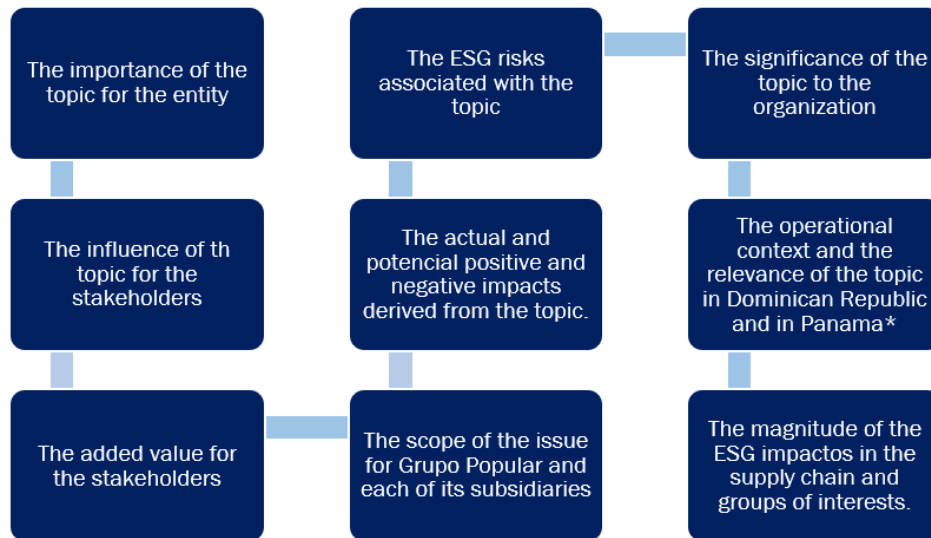 The importance of the
topic for the entity
The influence of th
topic for the
stakeholders
The added value for
the stakeholders
The scope of the issue
for Grupo Popular and
each of its subsidiaries
The actual and
potencial positive and
negative impacts
derived from the topic.
The ESG risks
associated with the
topic
The significance of the
topic to the
organization
The operational
context and the
relevance of the topic
in Dominican Republic
and in Panama*
The magnitude of the
ESG impactos in the
supply chain and
groups of interests.